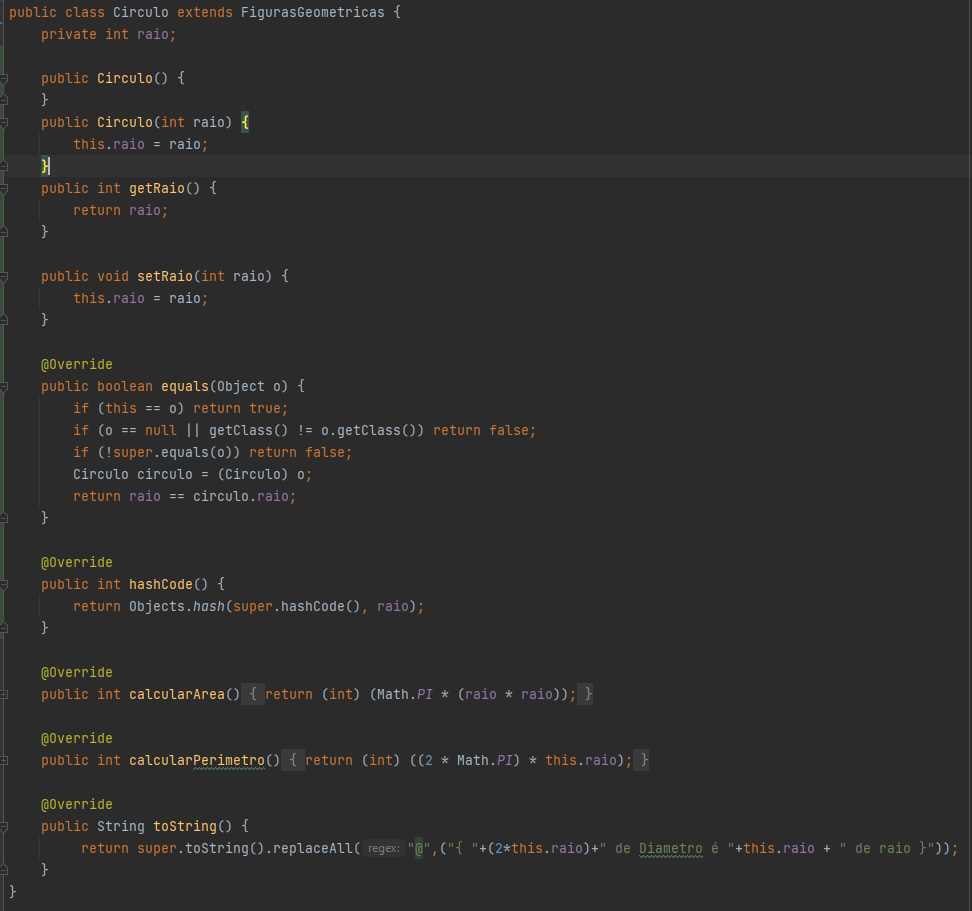 public class Circulo extends FigurasGeometricas {
    private int raio;

    public Circulo() {
    }
    public Circulo(int raio) {
        this.raio = raio;
    }
    public int getRaio() {
        return raio;
    }

    public void setRaio(int raio) {
        this.raio = raio;
    }

    @Override
    public boolean equals(Object o) {
        if (this == o) return true;
        if (o == null || getClass() != o.getClass()) return false;
        if (!super.equals(o)) return false;
        Circulo circulo = (Circulo) o;
        return raio == circulo.raio;
    }

    @Override
    public int hashCode() {
        return Objects.hash(super.hashCode(), raio);
    }

    @Override
    public int calcularArea() { return (int) (Math.PI * (raio * raio)); }

    @Override
    public int calcularPerimetro() { return (int) ((2 * Math.PI) * this.raio); }

    @Override
    public String toString() {
         return super.toString().replaceAll( regex: "@",("{ "+(2*this.raio)+" de Diametro é "+this.raio + " de raio }"));
    }
}